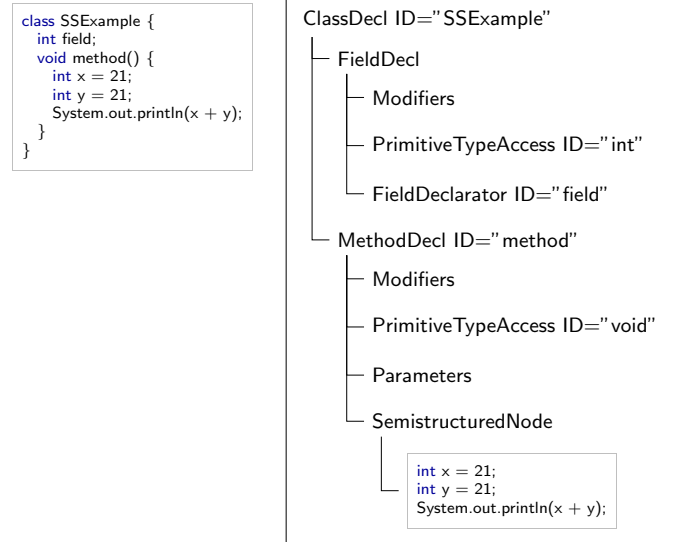 class SSExample {
int field;
void method() {
int x = 21;
int y = 21;
System.out.println(x + y);
}
}
ClassDecl ID="SSExample"
FieldDecl
Modifiers
PrimitiveTypeAccess ID="int"
FieldDeclarator ID="field"
MethodDecl ID="method"
Modifiers
PrimitiveTypeAccess ID="void"
Parameters
SemistructuredNode
int x = 21;
int y = 21;
System.out.println(x + y);